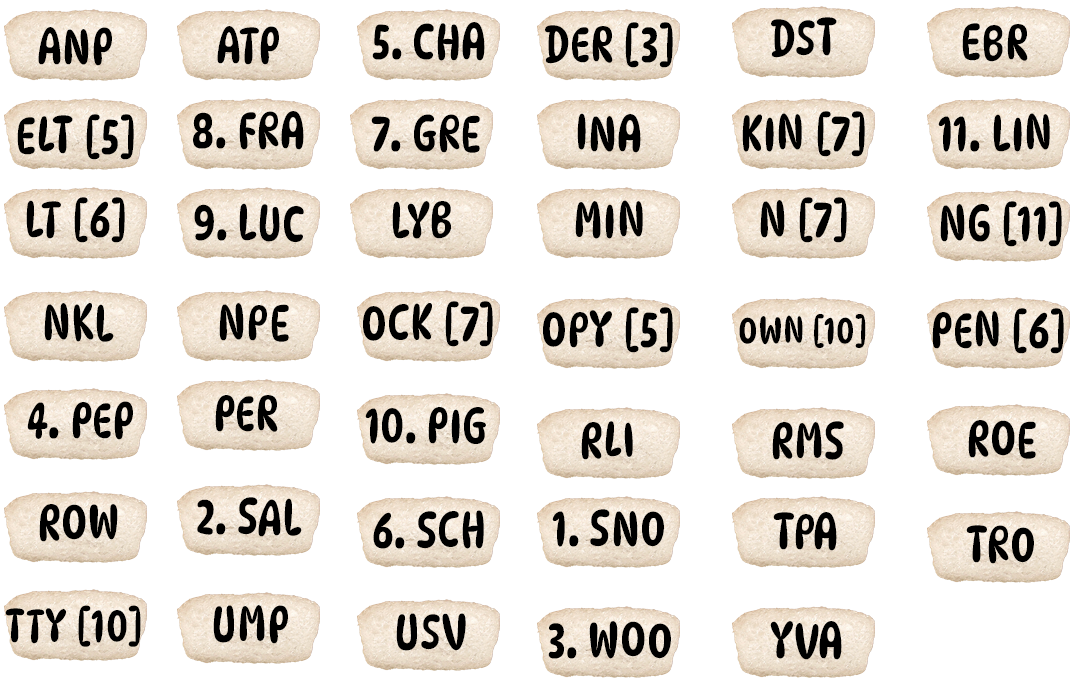 ANP ATP 5. CHA DER [3] DST EBR
ELT [5] 8. FRA 7. GRE INA KIN [7] 11. LIN
LT [6] 9. LUC LYB MIN N [7] NG [11]
NKL NPE OCK [7] OPY [5] OWN [10] PEN [6]
4. PEP PER 10. PIG RLI RMS ROE
ROW 2. SAL 6. SCH 1. SNO TPA TRO
TTY [10] UMP USV 3. WOO YVA